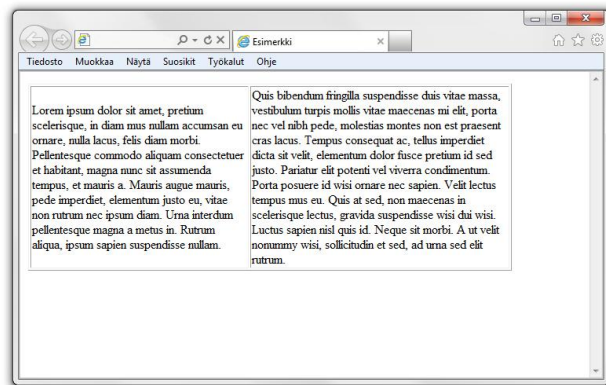 Esimerkki
Tiedosto Muokkaa Näytä Suosikit Työkalut Ohje
Lorem ipsum dolor sit amet, pretium
scelerisque, in diam mus nullam accumsan eu
ornare, nulla lacus, felis diam morbi.
Pellentesque commodo aliquam consectetuer
et habitant, magna nunc sit assumenda
tempus, et mauris a. Mauris augue mauris,
pede imperdiet, elementum justo eu, vitae
non rutrum nec ipsum diam. Urna interdum
pellentesque magna a metus in. Rutrum
aliqua, ipsum sapien suspendisse nullam.
Quis bibendum fringilla suspendisse duis vitae massa,
vestibulum turpis mollis vitae maecenas mi elit, porta
nec vel nibh pede, molestias montes non est praesent
cras lacus. Tempus consequat ac, tellus imperdiet
dicta sit velit, elementum dolor fusce pretium id sed
justo. Pariatur elit potenti vel viverra condimentum.
Porta posuere id wisi ornare nec sapien. Velit lectus
tempus mus eu. Quis at sed, non maecenas in
scelerisque lectus, gravida suspendisse wisi dui wisi.
Luctus sapien nisl quis id. Neque sit morbi. A ut velit
nonummy wisi, sollicitudin et sed, ad urna sed elit
rutrum.